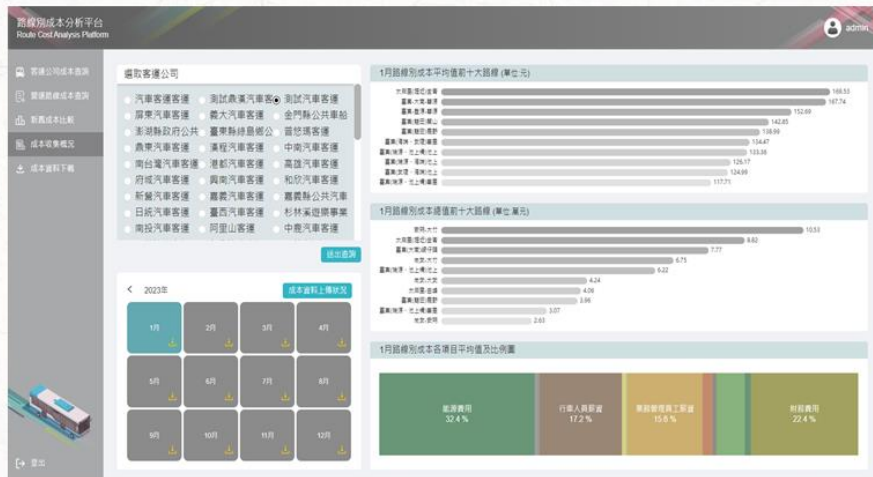 路線別成本分析平台
Route Cost Analysis Platform
admin
客運公司成本查詢
營運路線成本查詢
新舊成本比較
成本收集概況
成本資料下載
登出
選取客運公司
汽車客運客運 測試鼎漢汽車客 測試汽車客運
屏東汽車客運 義大汽車客運 金門縣公共車船
澎湖縣政府公共 臺東縣綠島鄉公 普悠瑪客運
鼎東汽車客運 漢程汽車客運 中南汽車客運
南台灣汽車客運 港都汽車客運 高雄汽車客運
府城汽車客運 興南汽車客運 和欣汽車客運
新營汽車客運 嘉義汽車客運 嘉義縣公共汽車
日統汽車客運 臺西汽車客運 杉林溪遊樂事業
南投汽車客運 阿里山客運 中鹿汽車客運
送出查詢
2023年
成本資料上傳狀況
1月 2月 3月 4月
5月 6月 7月 8月
9月 10月 11月 12月
1月路線別成本平均值前十大路線 (單位:元)
169.53
167.74
152.69
142.85
138.99
134.47
133.38
126.17
124.99
117.71
1月路線別成本總值前十大路線 (單位:萬元)
10.53
8.82
7.77
6.75
6.22
4.24
4.06
3.96
3.07
2.63
1月路線別成本各項目平均值及比例圖
能源費用
32.4 %
行車人員薪資
17.2 %
業務管理員工薪資
15.6 %
財務費用
22.4 %